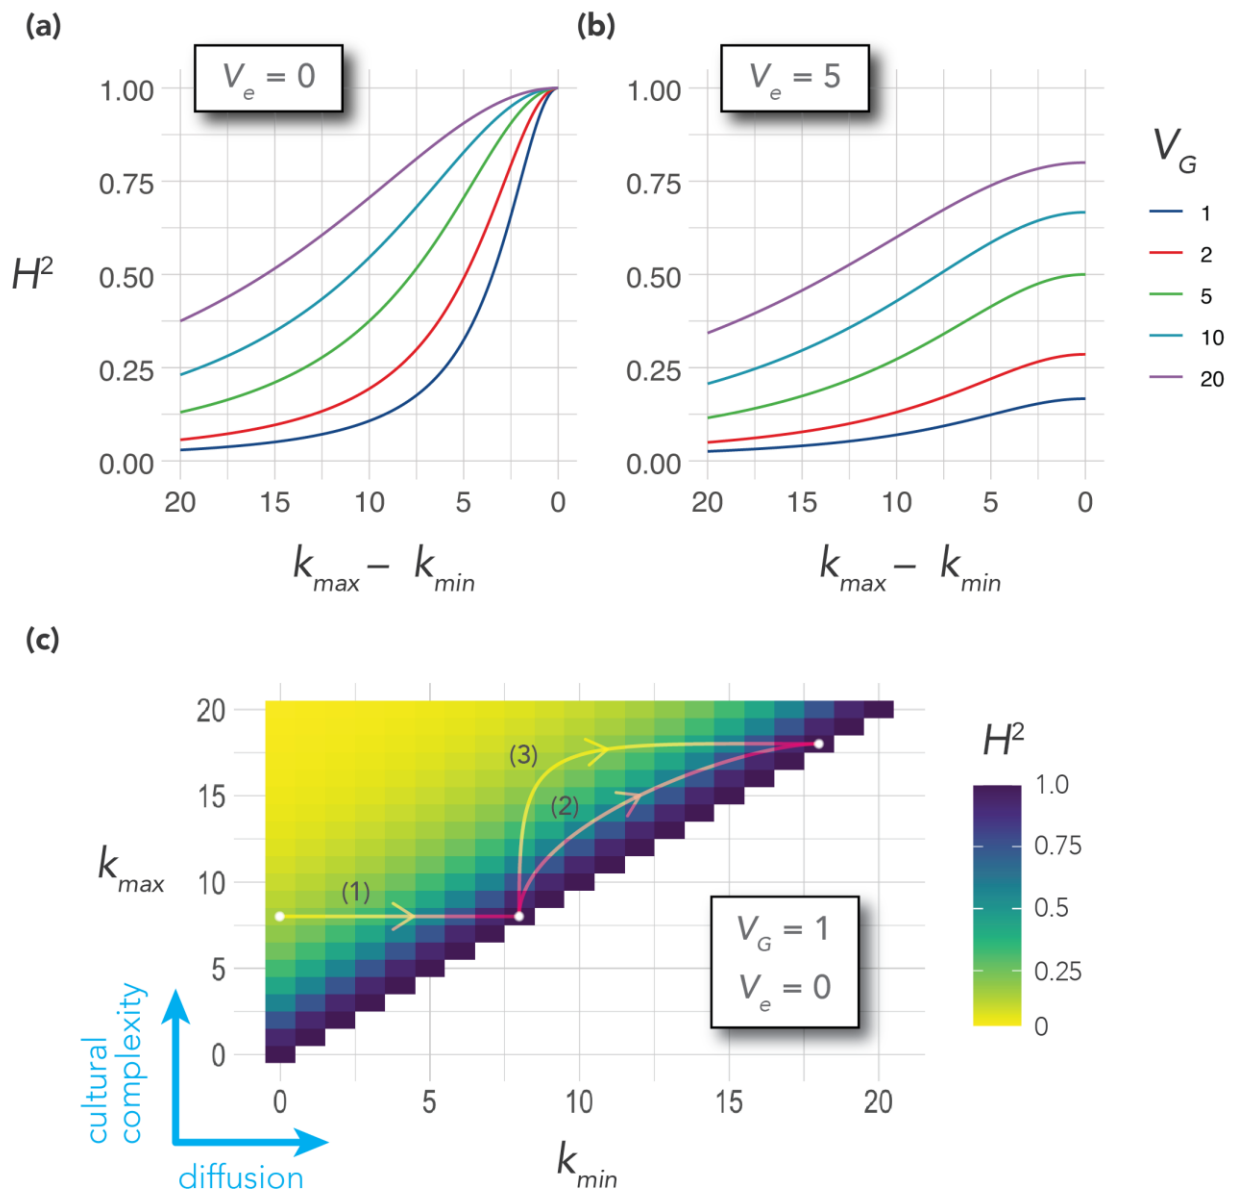 (a)
(b)
V_e = 0
V_e = 5
1.00
0.75
0.50
0.25
0.00
H²
20 15 10 5 0
k_max − k_min
1.00
0.75
0.50
0.25
0.00
20 15 10 5 0
k_max − k_min
V_G
1
2
5
10
20
(c)
20
15
10
5
0
k_max
(1)
(2)
(3)
V_G = 1
V_e = 0
H²
1.0
0.75
0.5
0.25
0
0 5 10 15 20
k_min
cultural
complexity
diffusion